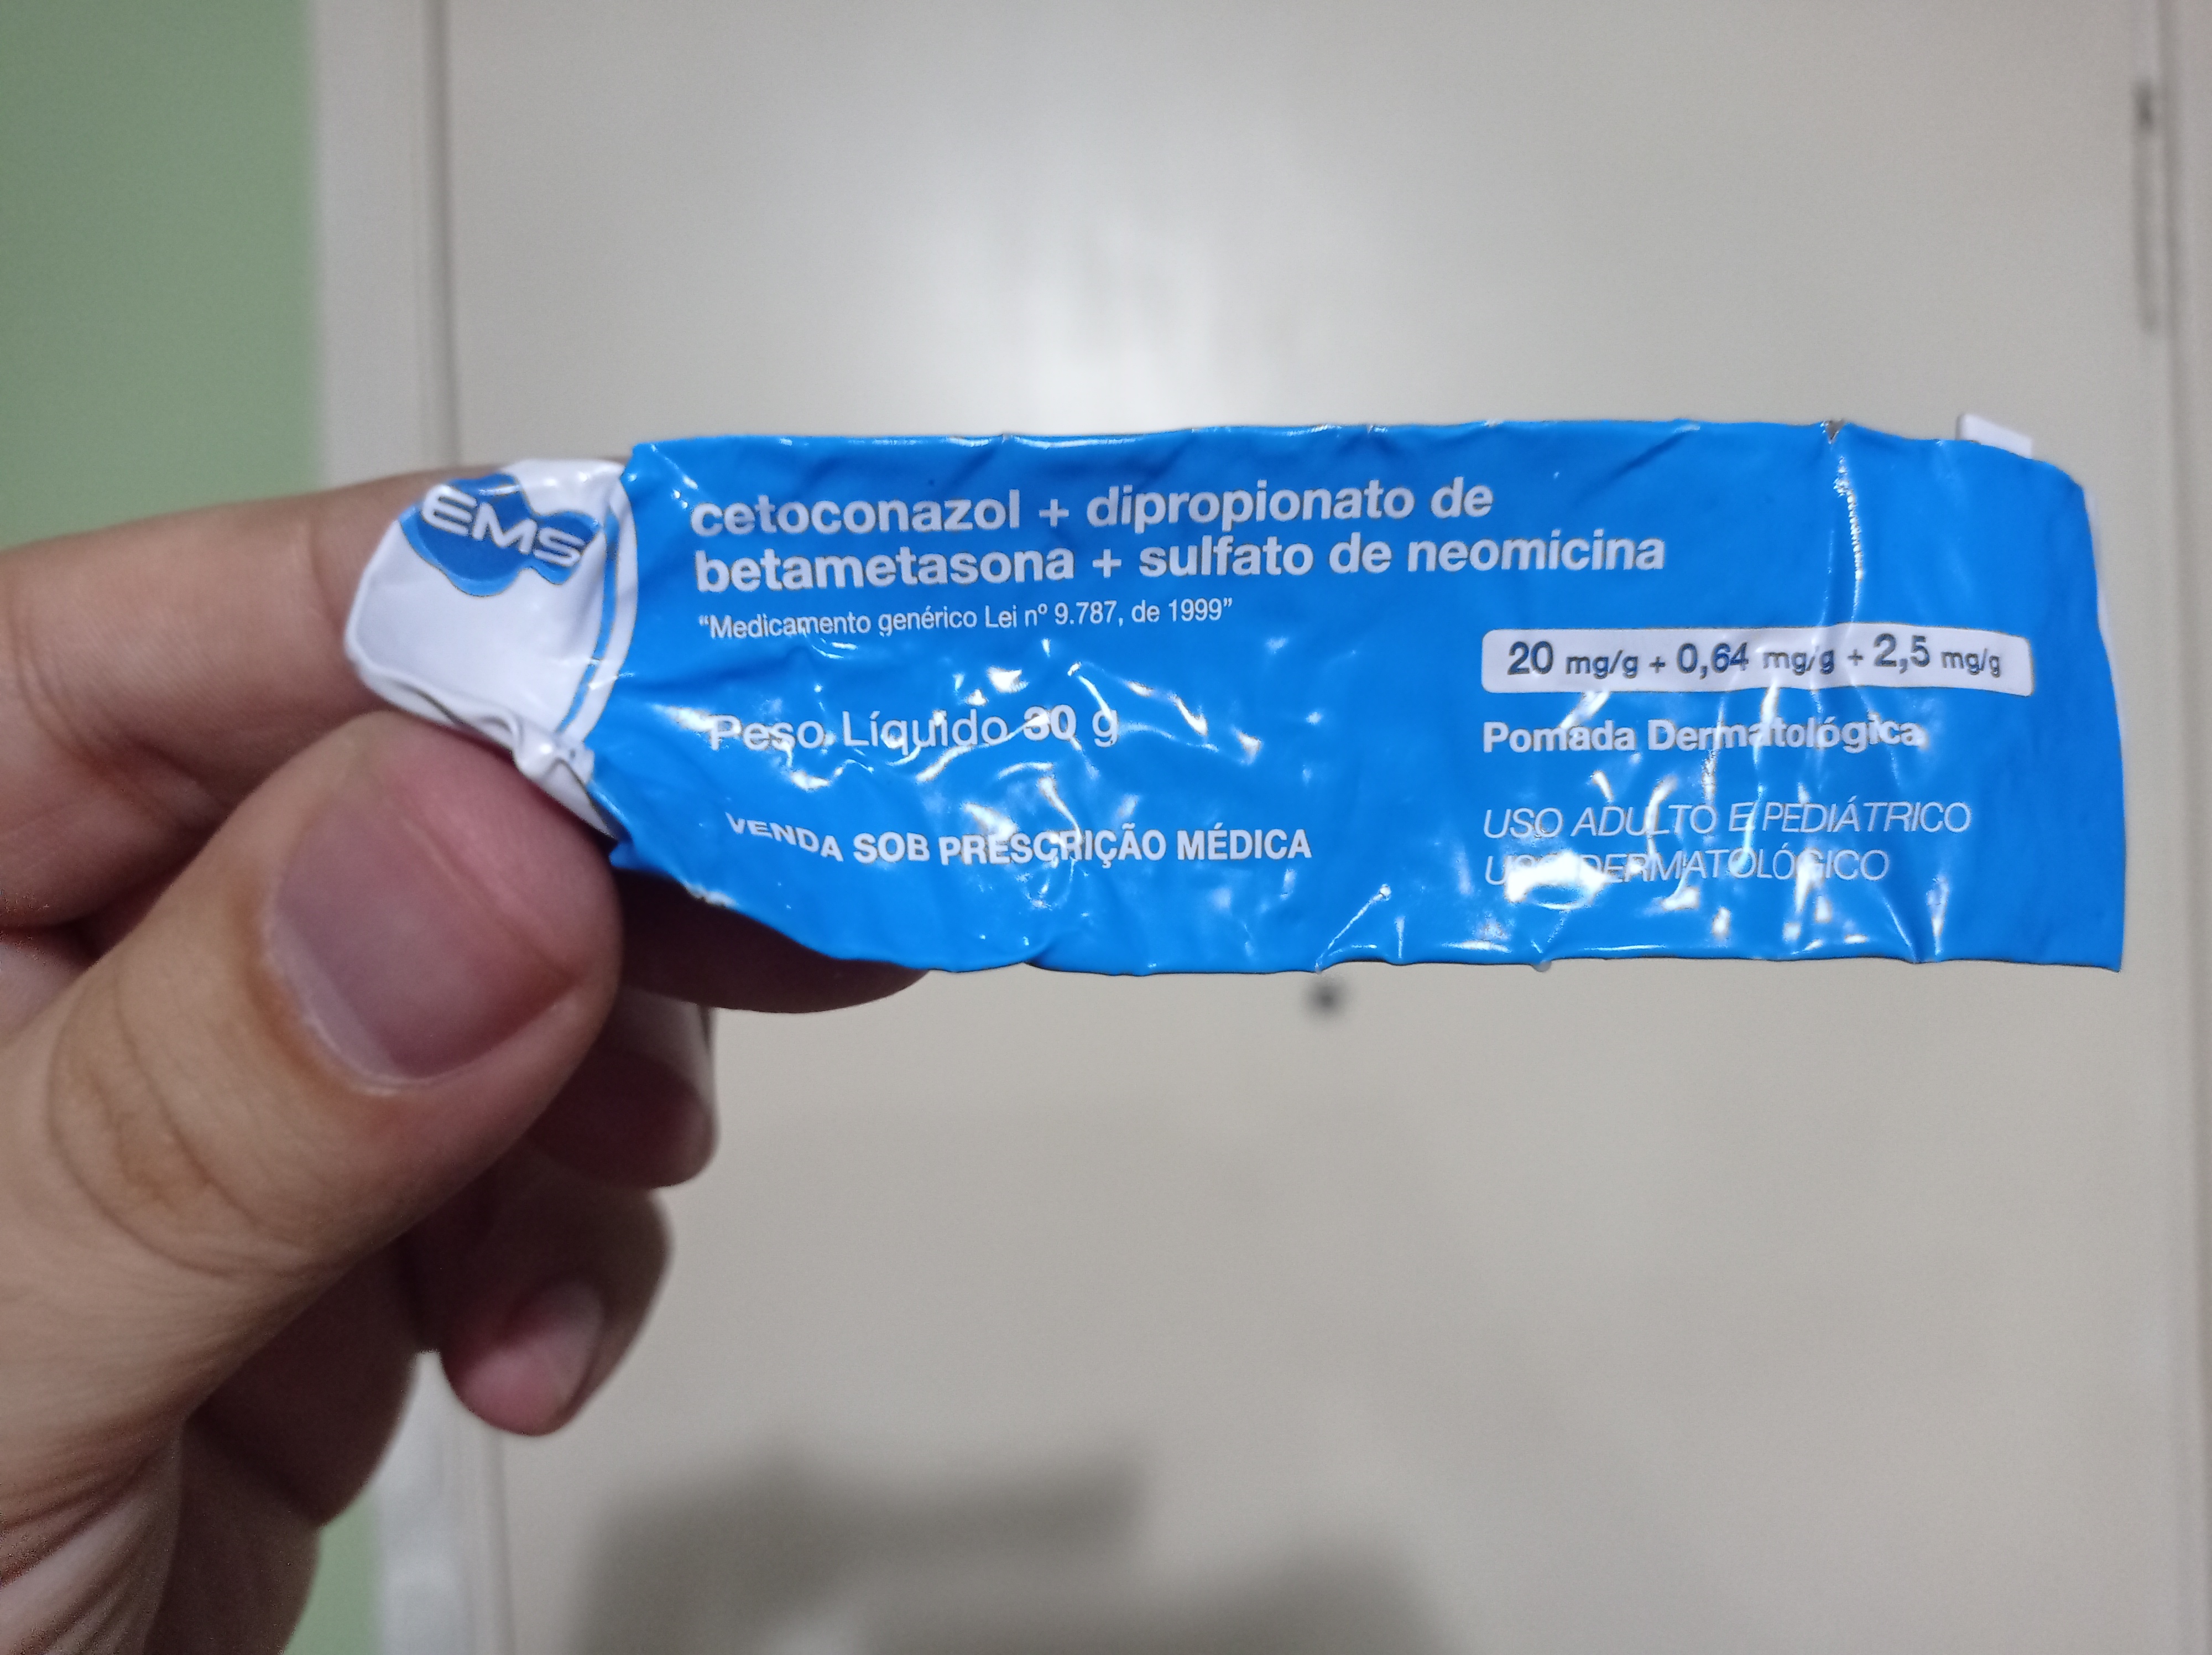 EMS
cetoconazol + dipropionato de
betametasona + sulfato de neomicina
"Medicamento genérico Lei nº 9.787, de 1999"
20 mg/g + 0,64 mg/g + 2,5 mg/g
Peso Líquido 30 g
Pomada Dermatológica
VENDA SOB PRESCRIÇÃO MÉDICA
USO ADULTO E PEDIÁTRICO
USO DERMATOLÓGICO